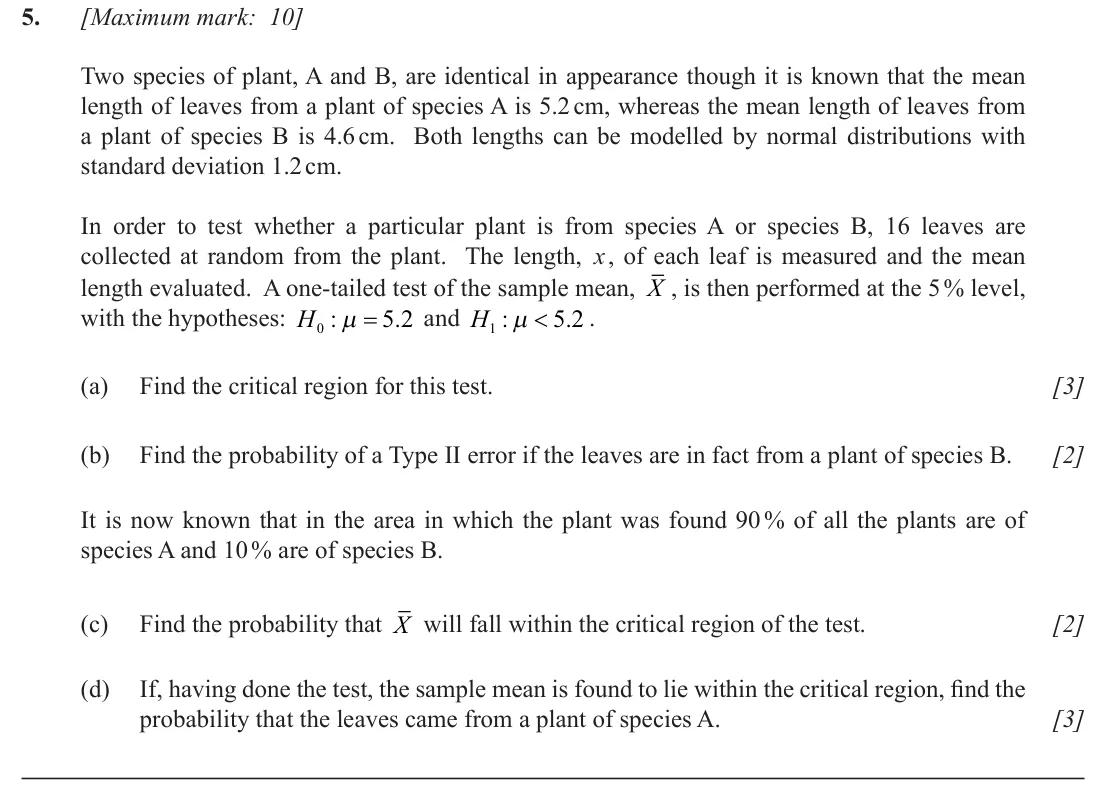 5. [Maximum mark: 10]
Two species of plant, A and B, are identical in appearance though it is known that the mean
length of leaves from a plant of species A is 5.2 cm, whereas the mean length of leaves from
a plant of species B is 4.6 cm. Both lengths can be modelled by normal distributions with
standard deviation 1.2 cm.
In order to test whether a particular plant is from species A or species B, 16 leaves are
collected at random from the plant. The length, x, of each leaf is measured and the mean
length evaluated. A one-tailed test of the sample mean, X̅, is then performed at the 5% level,
with the hypotheses: H₀ : μ = 5.2 and H₁ : μ < 5.2.
(a) Find the critical region for this test. [3]
(b) Find the probability of a Type II error if the leaves are in fact from a plant of species B. [2]
It is now known that in the area in which the plant was found 90% of all the plants are of
species A and 10% are of species B.
(c) Find the probability that X̅ will fall within the critical region of the test. [2]
(d) If, having done the test, the sample mean is found to lie within the critical region, find the
probability that the leaves came from a plant of species A. [3]